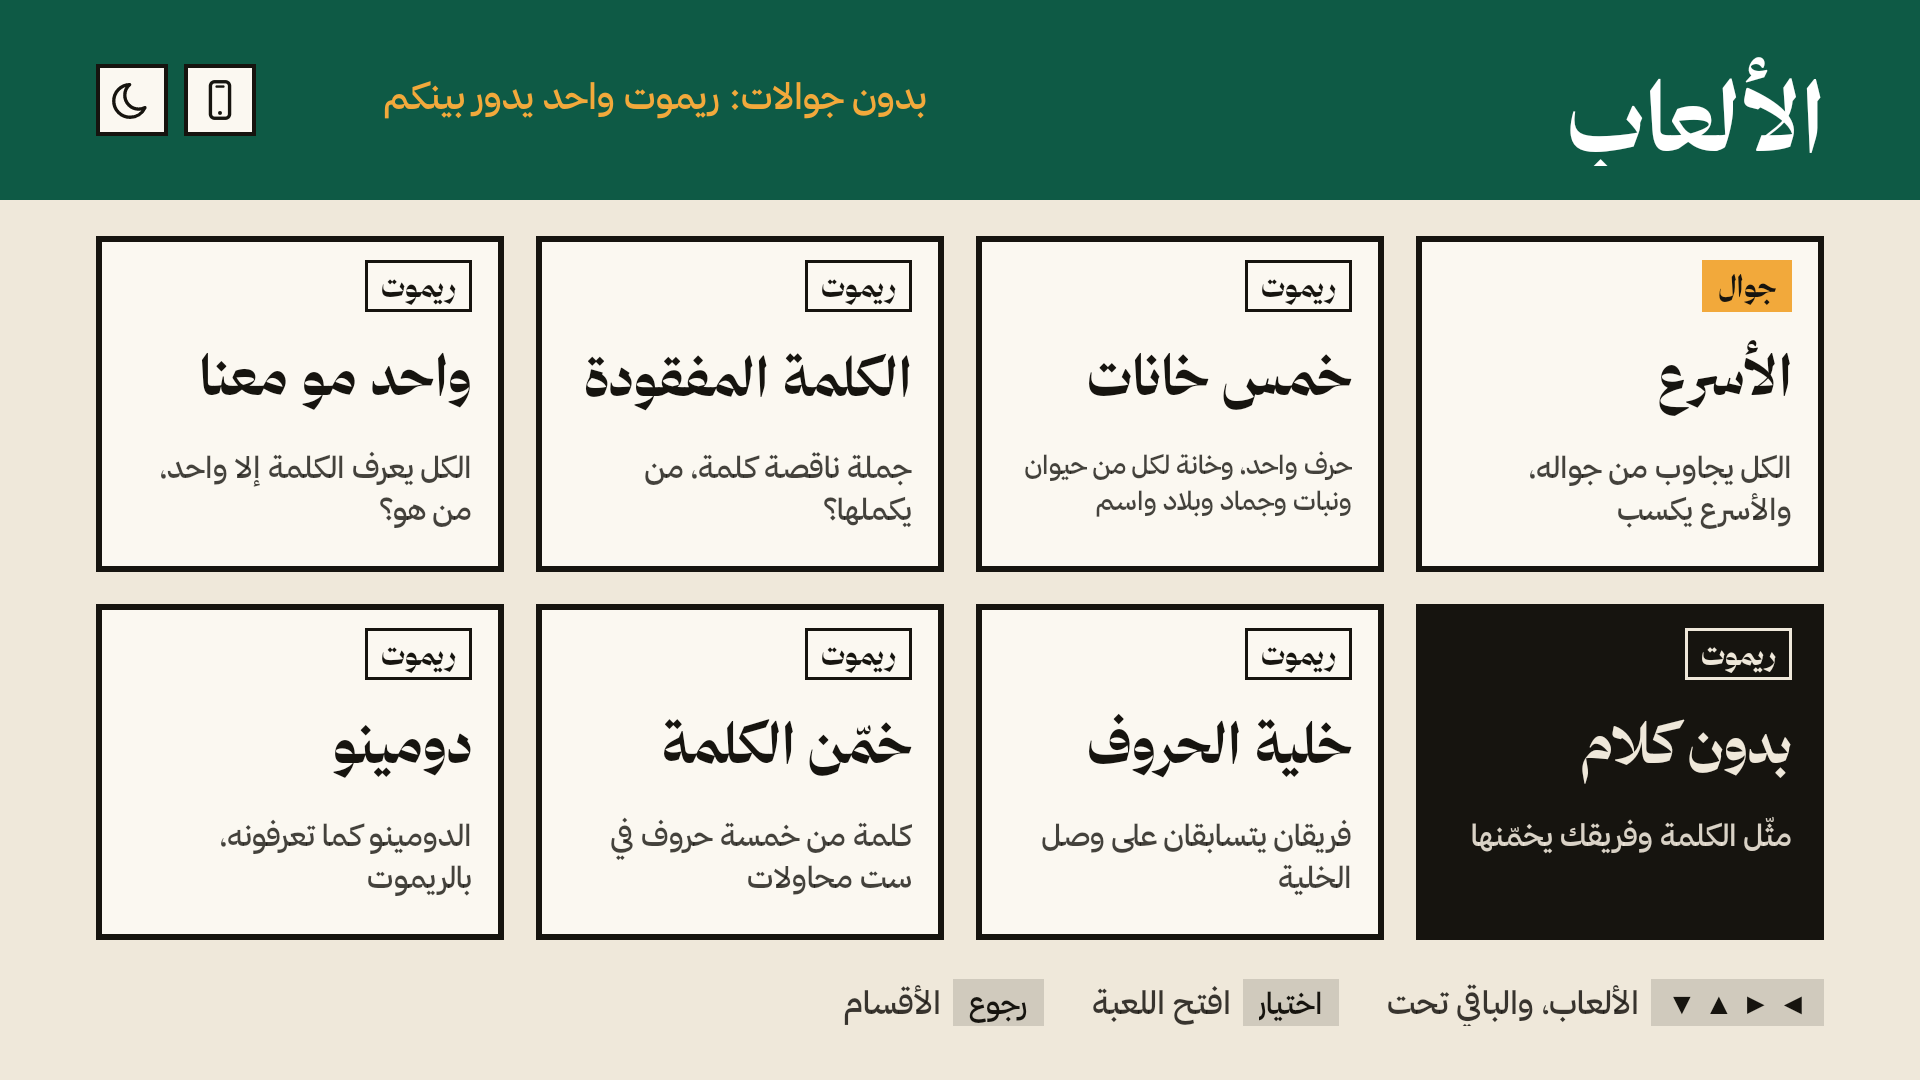 الألعاب
بدون جوالات: ريموت واحد يدور بينكم
جوال
الأسرع
الكل يجاوب من جواله،
والأسرع يكسب
ريموت
خمس خانات
حرف واحد، وخانة لكل من حيوان
ونبات وجماد وبلاد واسم
ريموت
الكلمة المفقودة
جملة ناقصة كلمة، من
يكملها؟
ريموت
واحد مو معنا
الكل يعرف الكلمة إلا واحد،
من هو؟
ريموت
بدون كلام
مثّل الكلمة وفريقك يخمّنها
ريموت
خلية الحروف
فريقان يتسابقان على وصل
الخلية
ريموت
خمّن الكلمة
كلمة من خمسة حروف في
ست محاولات
ريموت
دومينو
الدومينو كما تعرفونه،
بالريموت
◀ ▶ ▲ ▼ الألعاب، والباقي تحت
اختيار افتح اللعبة
رجوع الأقسام